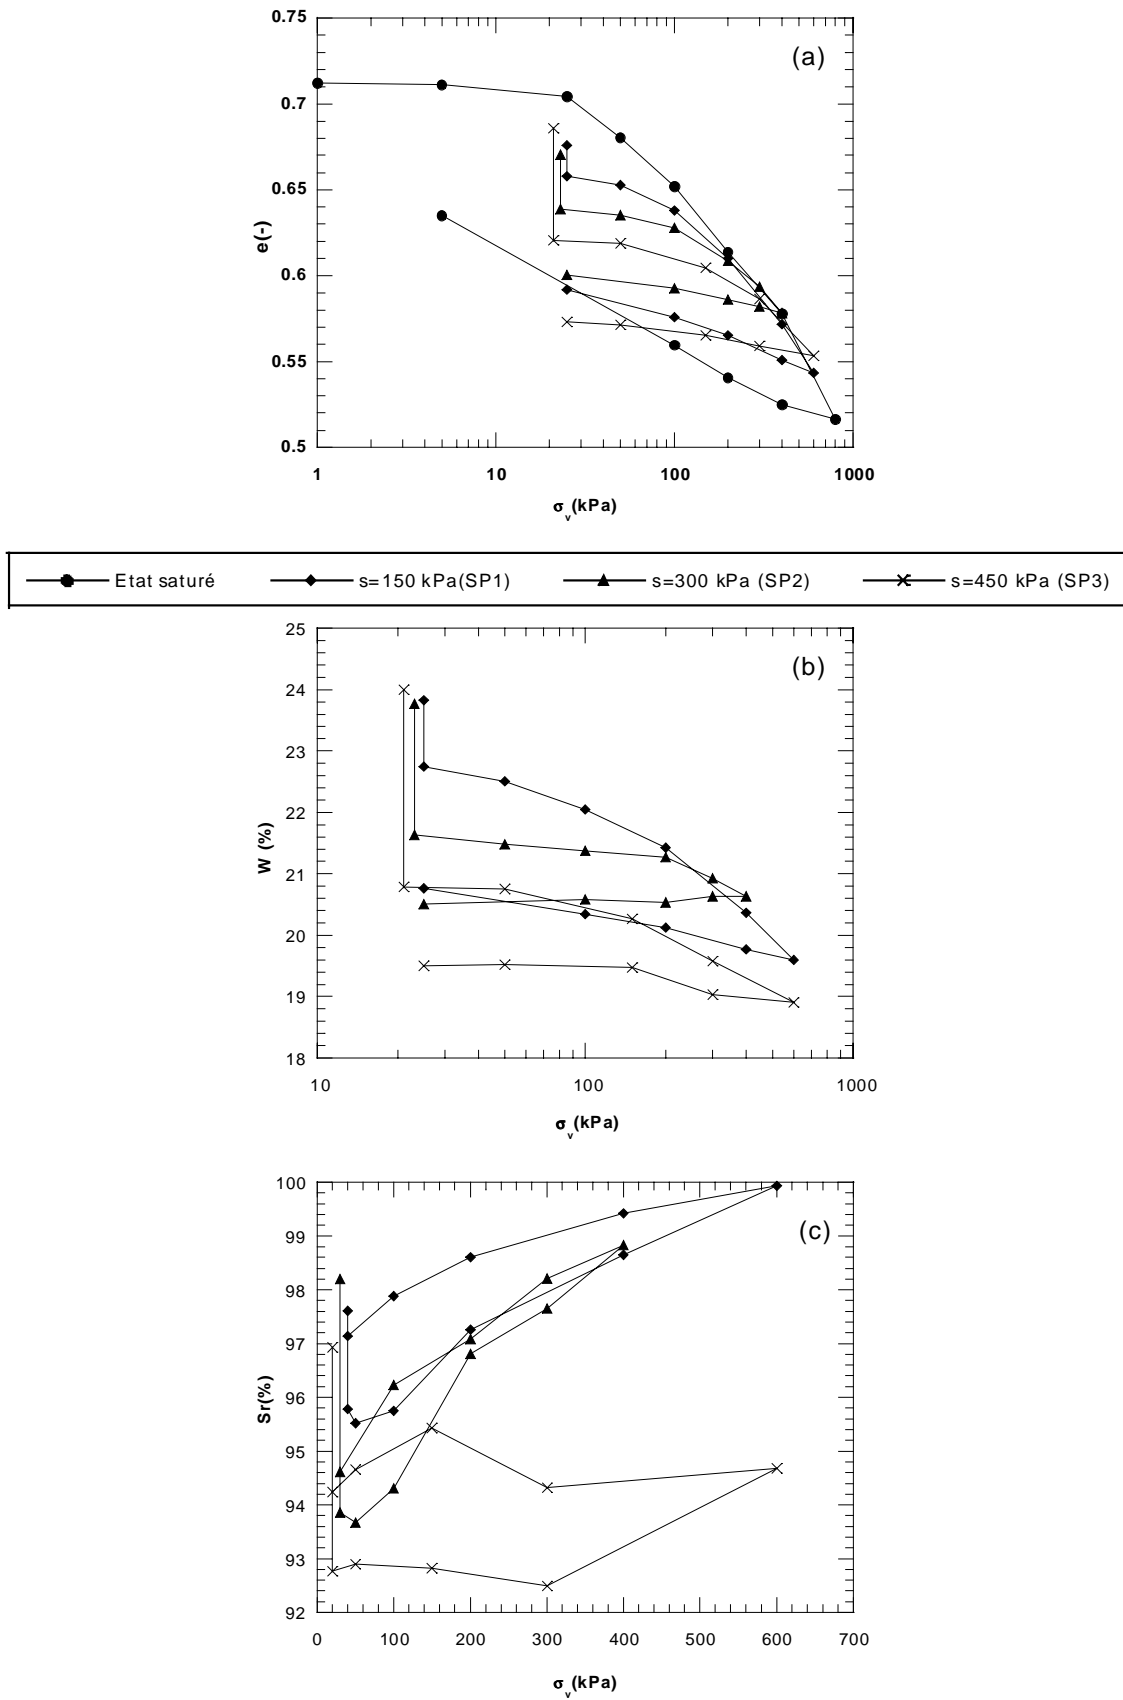 0.75
(a)
0.7
0.65
e(-)
0.6
0.55
0.5
1 10 100 1000
σv(kPa)
Etat saturé s=150 kPa(SP1) s=300 kPa (SP2) s=450 kPa (SP3)
25
(b)
24
23
22
W (%)
21
20
19
18
10 100 1000
σv(kPa)
100
(c)
99
98
97
96
Sr(%)
95
94
93
92
0 100 200 300 400 500 600 700
σv(kPa)